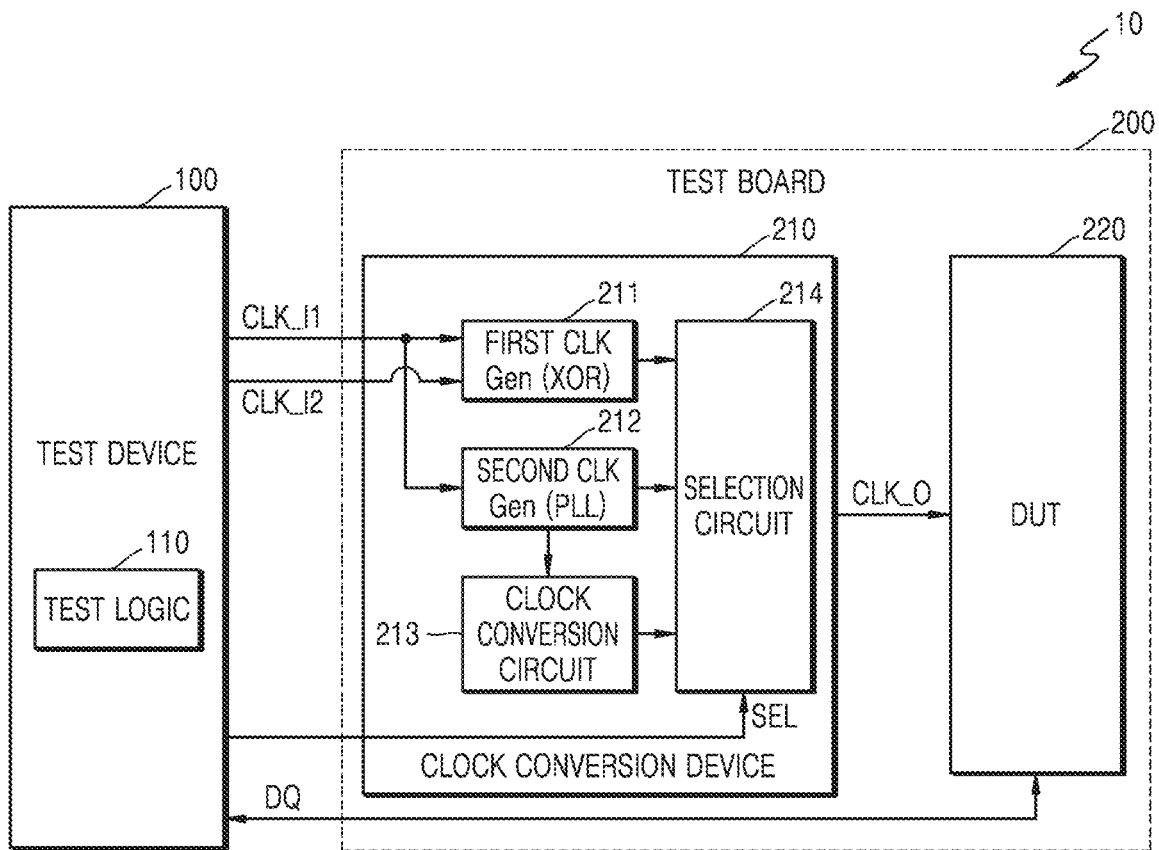 10
200
TEST BOARD
100
210
220
CLK_I1
211
214
FIRST CLK
Gen (XOR)
CLK_I2
212
TEST DEVICE
SECOND CLK
Gen (PLL)
SELECTION
CIRCUIT
CLK_O
DUT
110
TEST LOGIC
CLOCK
CONVERSION
CIRCUIT
213
SEL
CLOCK CONVERSION DEVICE
DQ